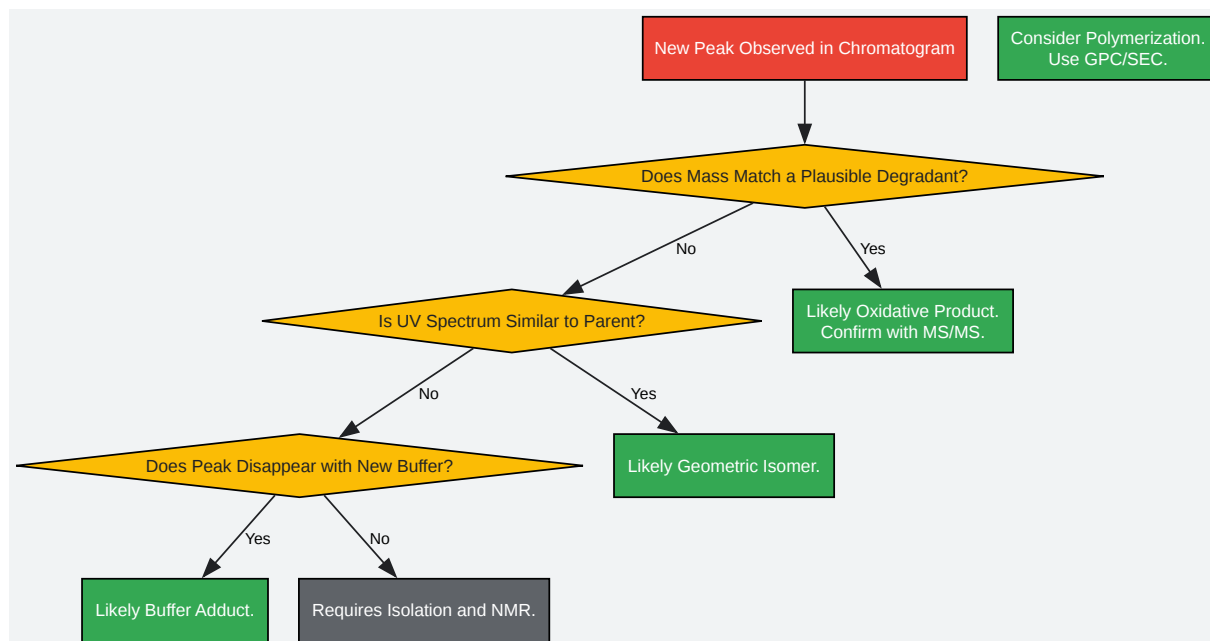 New Peak Observed in Chromatogram
Consider Polymerization.
Use GPC/SEC.
Does Mass Match a Plausible Degradant?
No
Yes
Is UV Spectrum Similar to Parent?
Likely Oxidative Product.
Confirm with MS/MS.
No
Yes
Does Peak Disappear with New Buffer?
Likely Geometric Isomer.
Yes
No
Likely Buffer Adduct.
Requires Isolation and NMR.